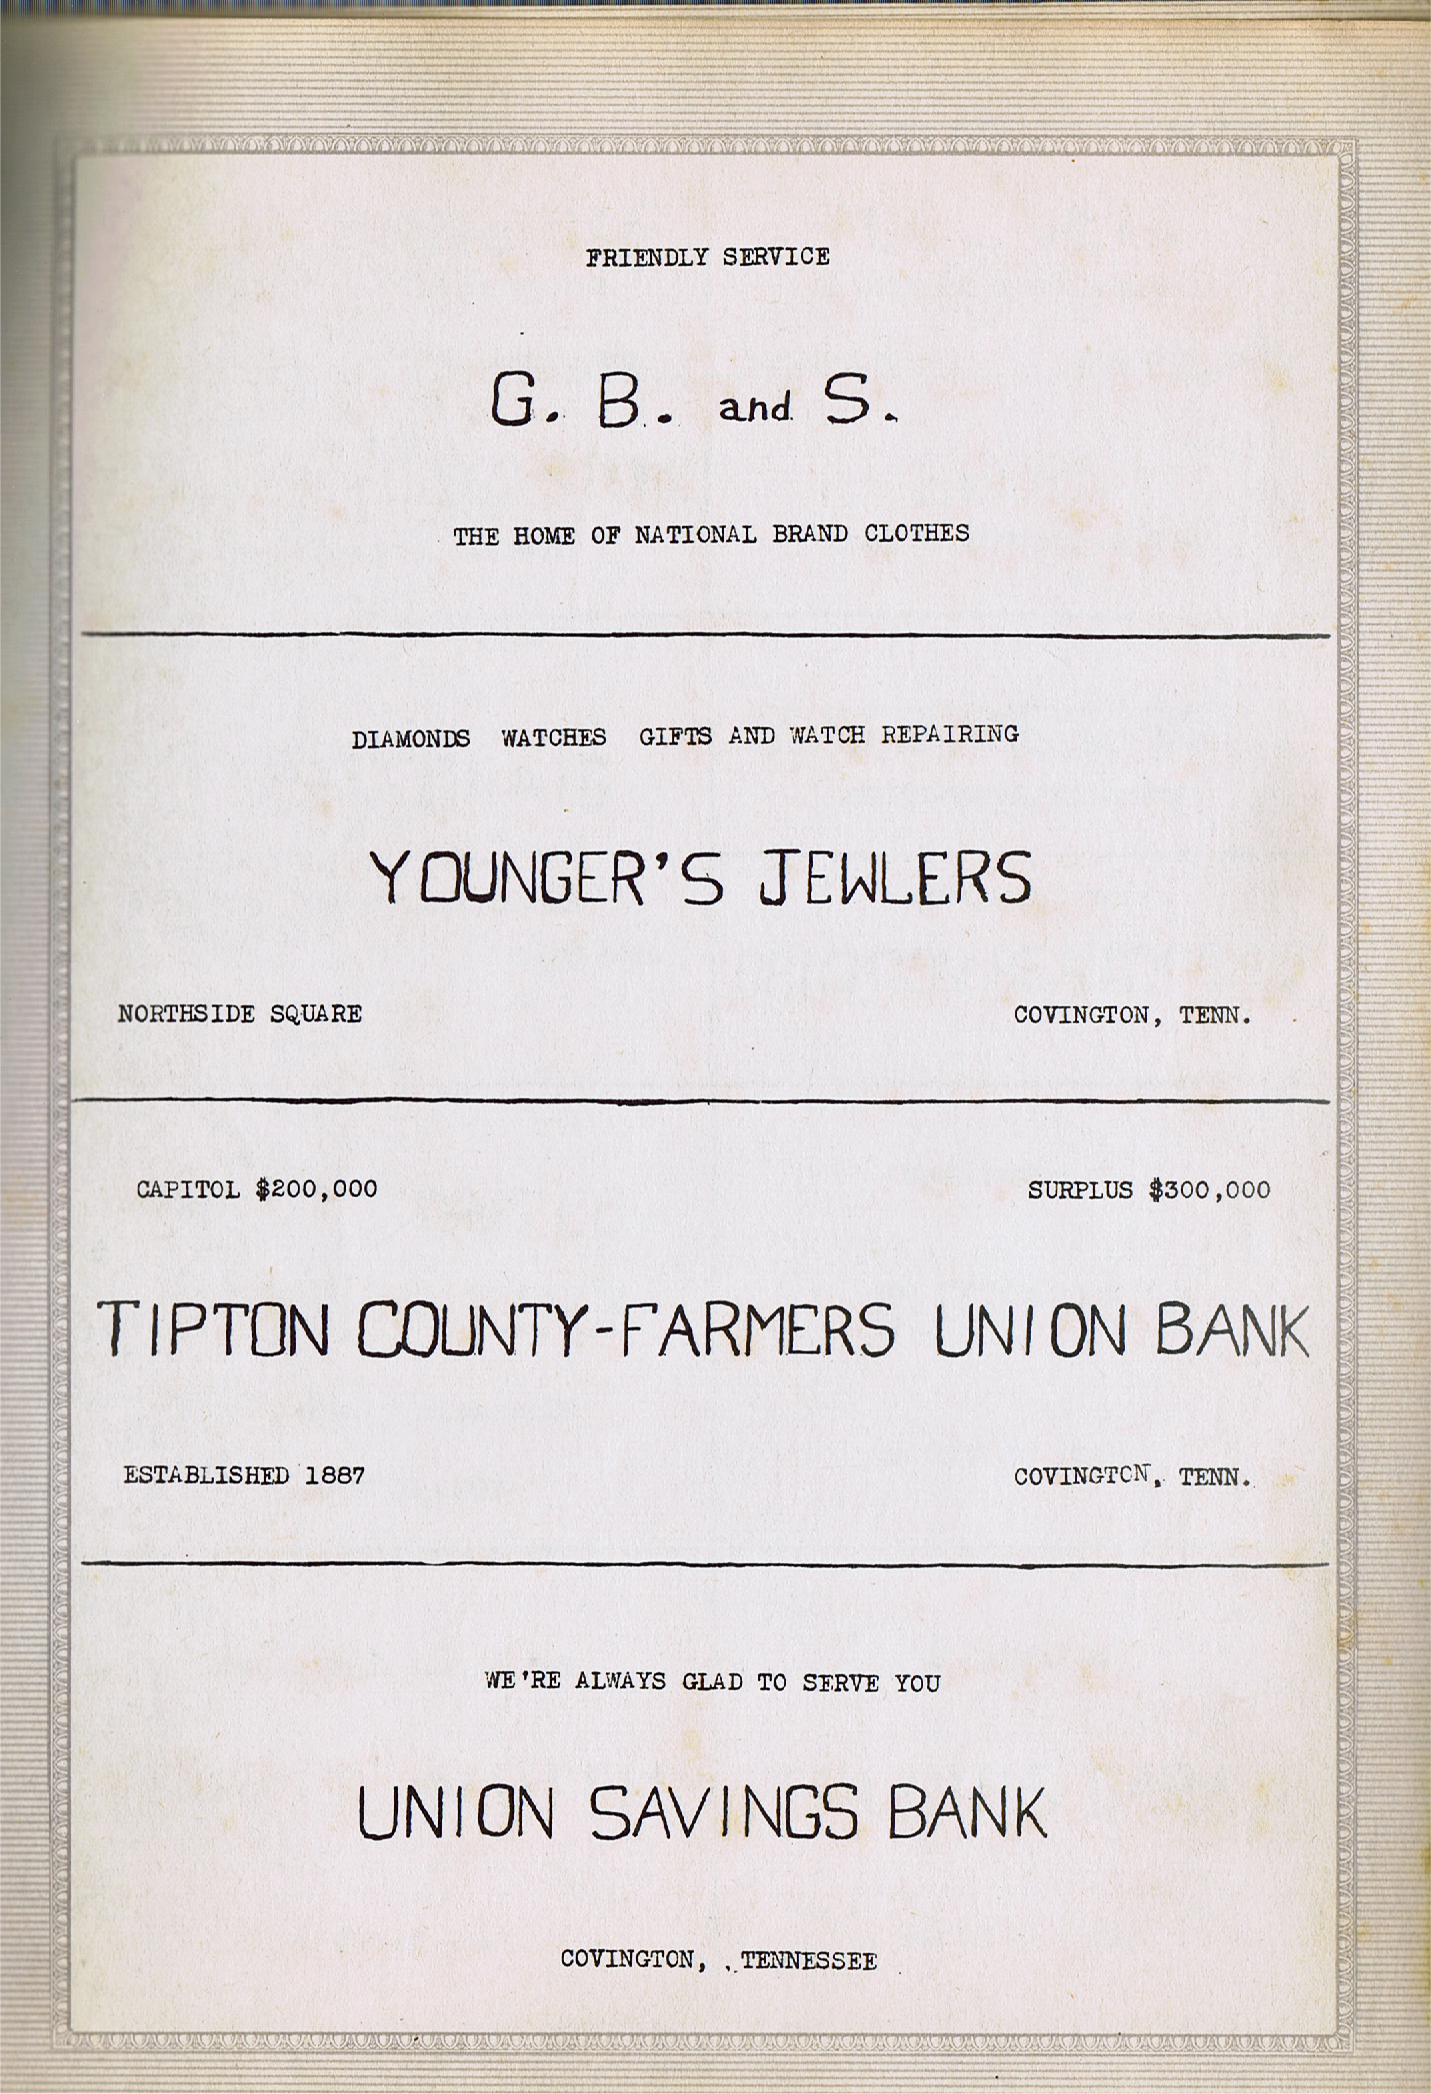 FRIENDLY SERVICE
G. B. and S.
THE HOME OF NATIONAL BRAND CLOTHES
DIAMONDS WATCHES GIFTS AND WATCH REPAIRING
YOUNGER'S JEWLERS
NORTHSIDE SQUARE COVINGTON, TENN.
CAPITOL $200,000 SURPLUS $300,000
TIPTON COUNTY-FARMERS UNION BANK
ESTABLISHED 1887 COVINGTON, TENN.
WE'RE ALWAYS GLAD TO SERVE YOU
UNION SAVINGS BANK
COVINGTON, TENNESSEE